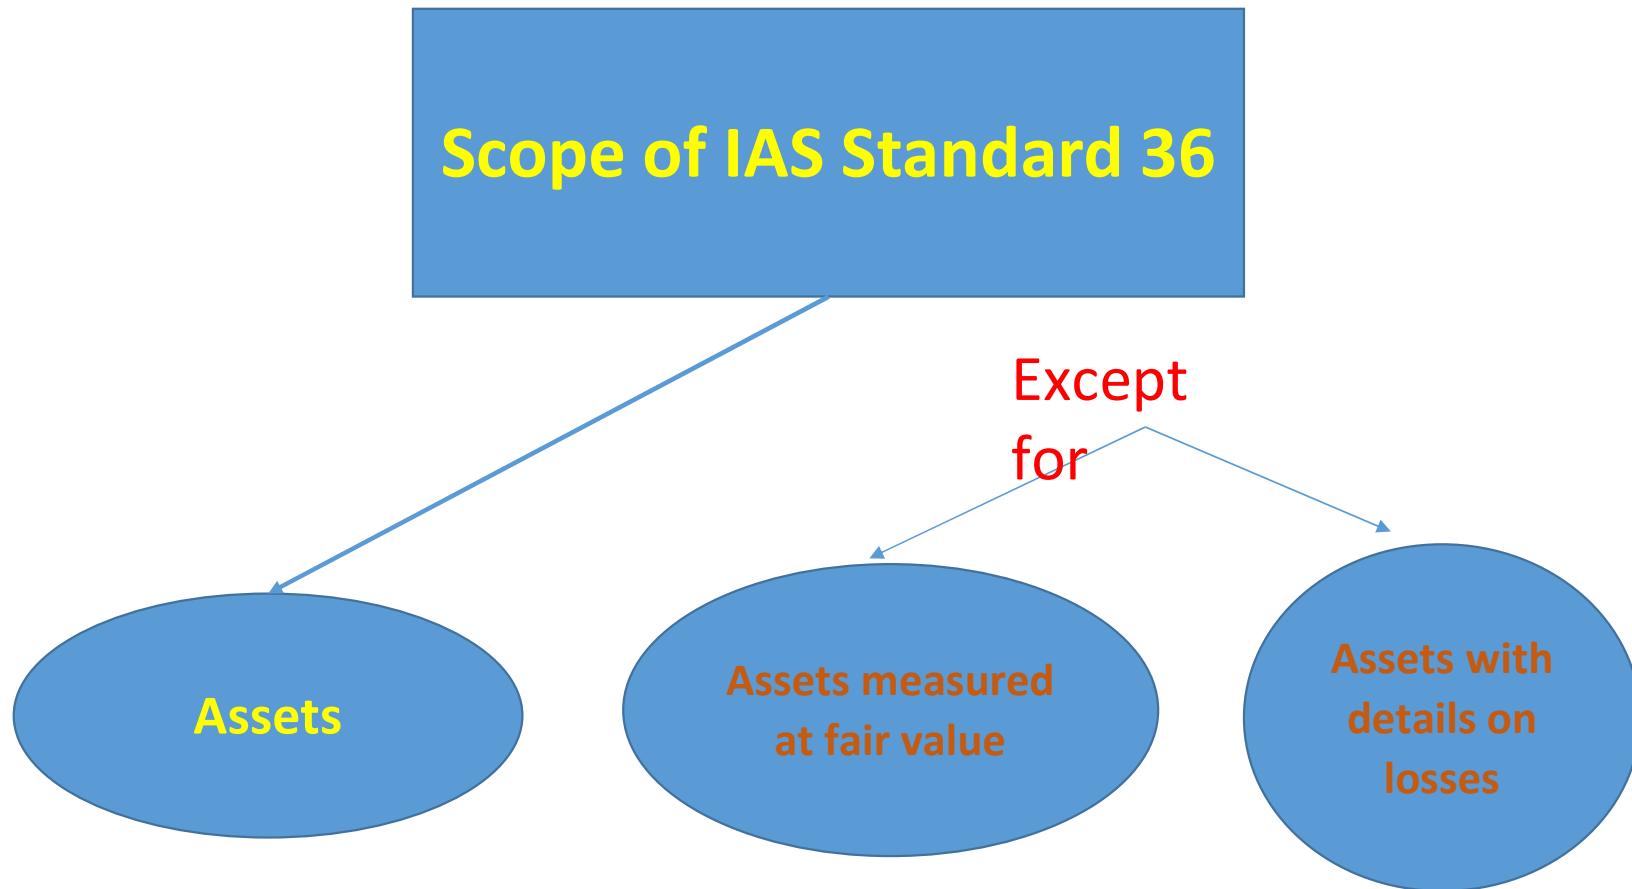 Scope of IAS Standard 36
Except
for
Assets
Assets measured
at fair value
Assets with
details on
losses